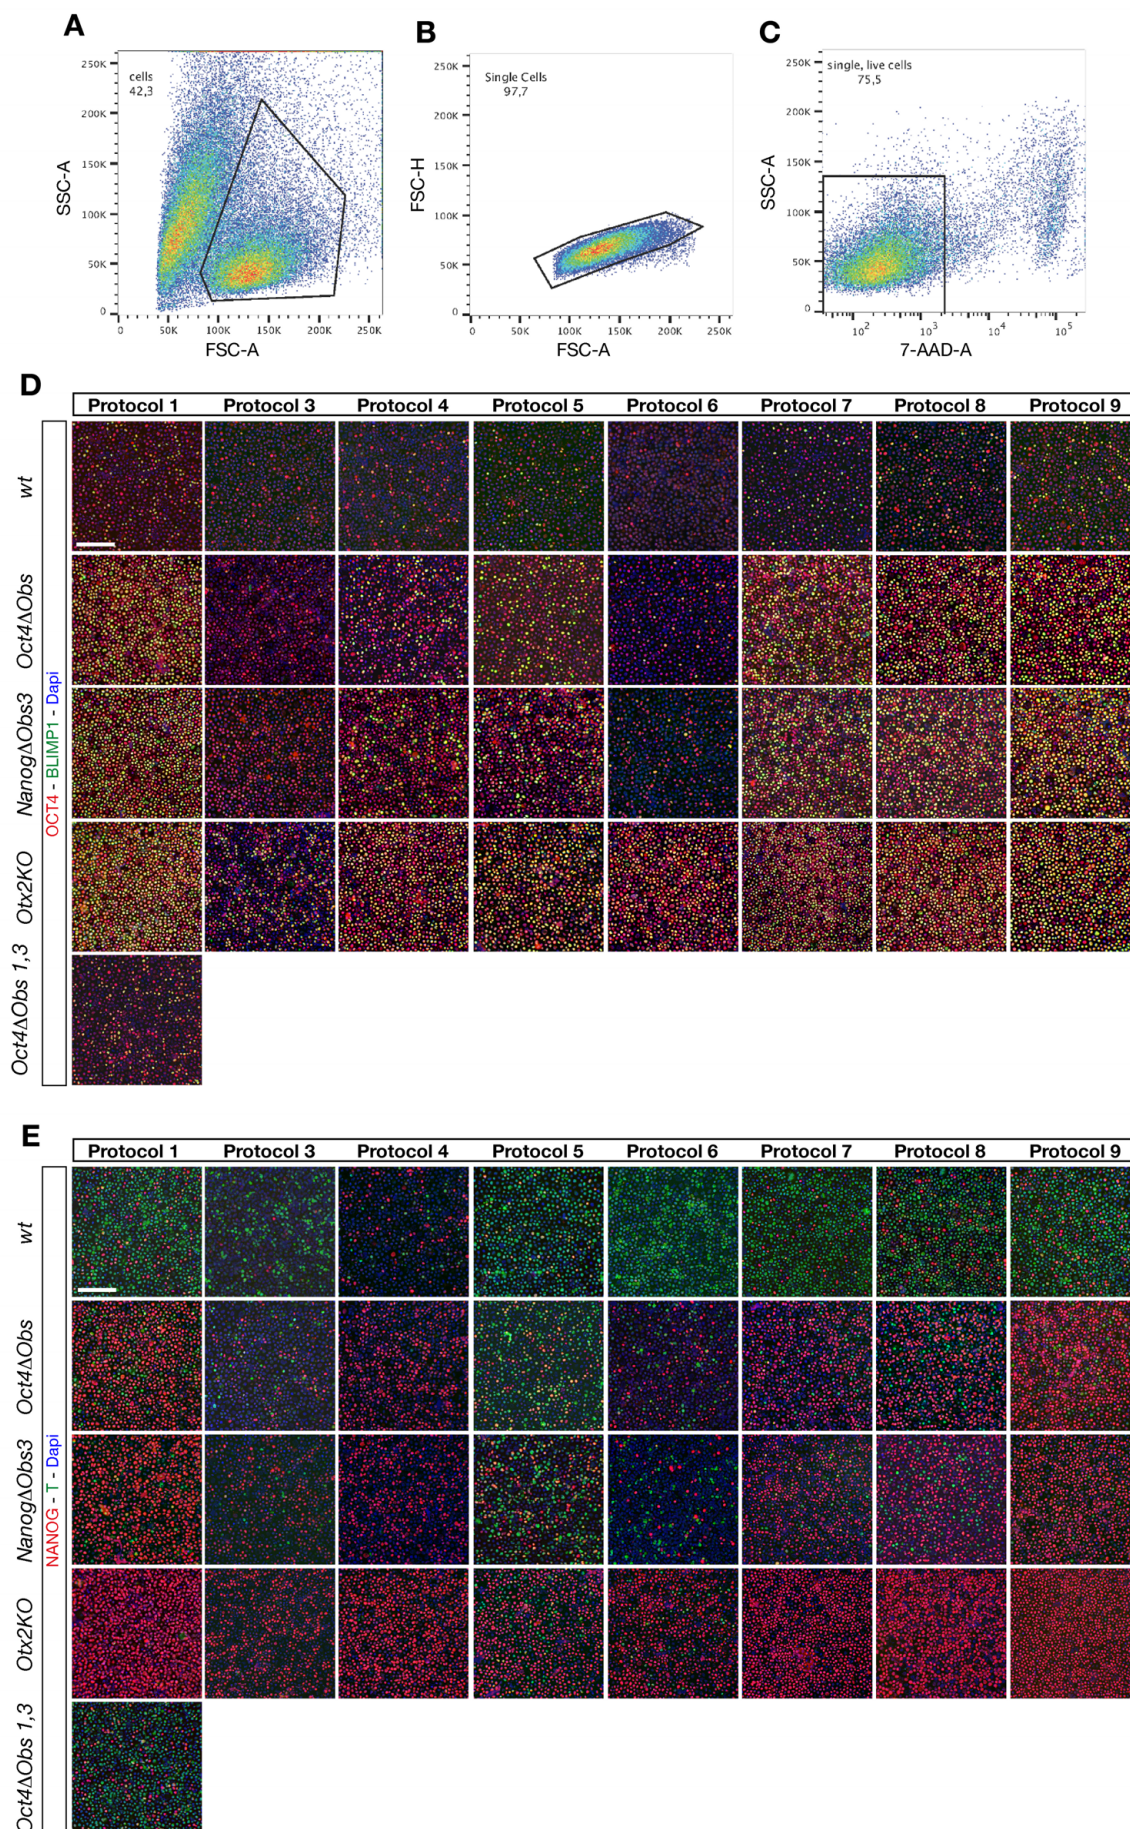 A
B
C
cells
42,3
250K
200K
150K
100K
50K
0
SSC-A
0
50K
100K
150K
200K
250K
FSC-A
Single Cells
97,7
250K
200K
150K
100K
50K
0
FSC-H
0
50K
100K
150K
200K
250K
FSC-A
single, live cells
75,5
250K
200K
150K
100K
50K
0
SSC-A
10^2
10^3
10^4
10^5
7-AAD-A
D
Protocol 1 Protocol 3 Protocol 4 Protocol 5 Protocol 6 Protocol 7 Protocol 8 Protocol 9
OCT4 - BLIMP1 - Dapi
wt
Oct4ΔObs
NanogΔObs3
Otx2KO
Oct4ΔObs 1,3
E
Protocol 1 Protocol 3 Protocol 4 Protocol 5 Protocol 6 Protocol 7 Protocol 8 Protocol 9
NANOG - T - Dapi
wt
Oct4ΔObs
NanogΔObs3
Otx2KO
Oct4ΔObs 1,3